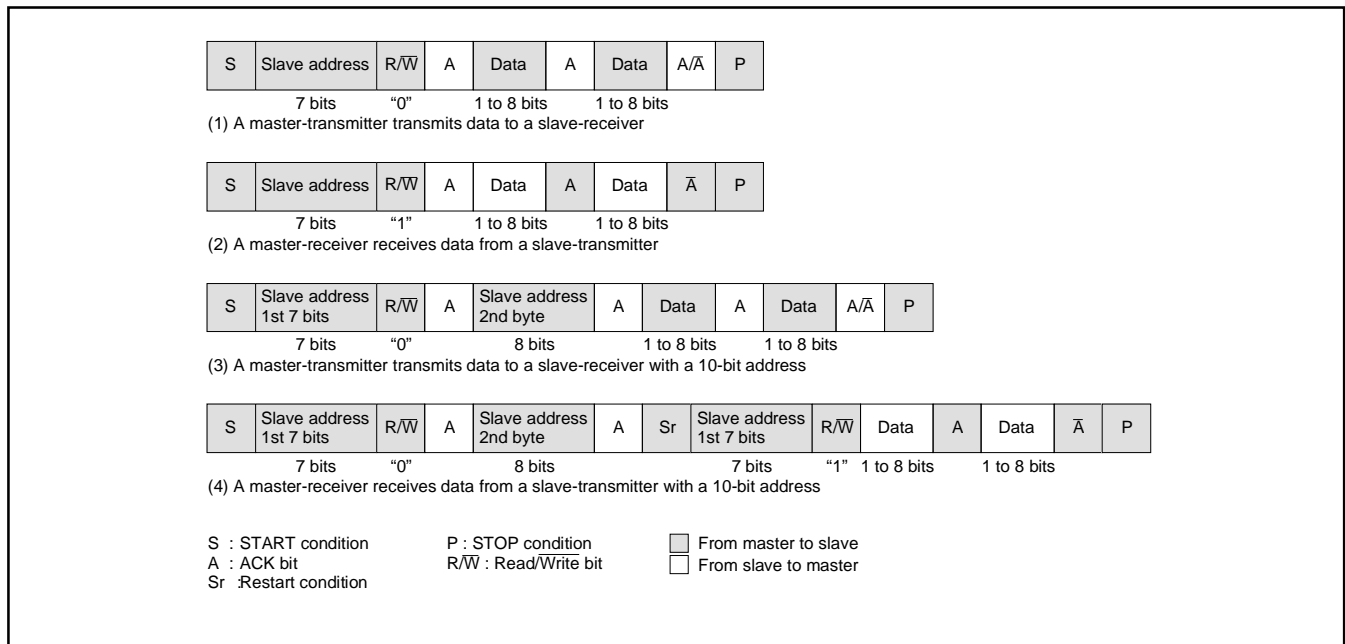 S Slave address R/W̅ A Data A Data A/A̅ P
7 bits “0” 1 to 8 bits 1 to 8 bits
(1) A master-transmitter transmits data to a slave-receiver
S Slave address R/W̅ A Data A Data A̅ P
7 bits “1” 1 to 8 bits 1 to 8 bits
(2) A master-receiver receives data from a slave-transmitter
S Slave address 1st 7 bits R/W̅ A Slave address 2nd byte A Data A Data A/A̅ P
7 bits “0” 8 bits 1 to 8 bits 1 to 8 bits
(3) A master-transmitter transmits data to a slave-receiver with a 10-bit address
S Slave address 1st 7 bits R/W̅ A Slave address 2nd byte A Sr Slave address 1st 7 bits R/W̅ Data A Data A̅ P
7 bits “0” 8 bits 7 bits “1” 1 to 8 bits 1 to 8 bits
(4) A master-receiver receives data from a slave-transmitter with a 10-bit address
S : START condition P : STOP condition From master to slave
A : ACK bit R/W̅ : Read/W̅r̅i̅t̅e̅ bit From slave to master
Sr :Restart condition